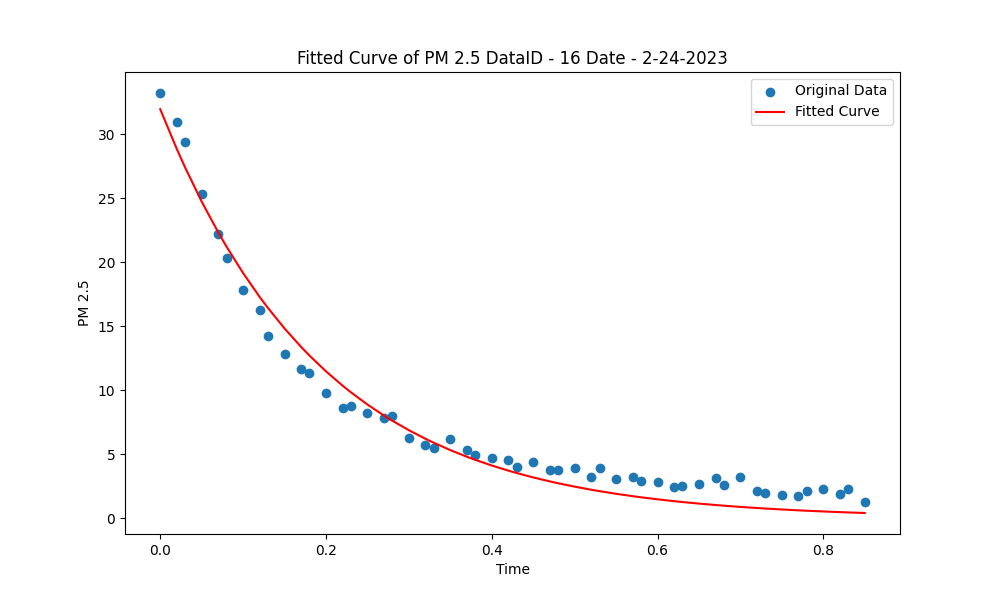 Fitted Curve of PM 2.5 DataID - 16 Date - 2-24-2023
Original Data
Fitted Curve
PM 2.5
30
25
20
15
10
5
0
0.0 0.2 0.4 0.6 0.8
Time